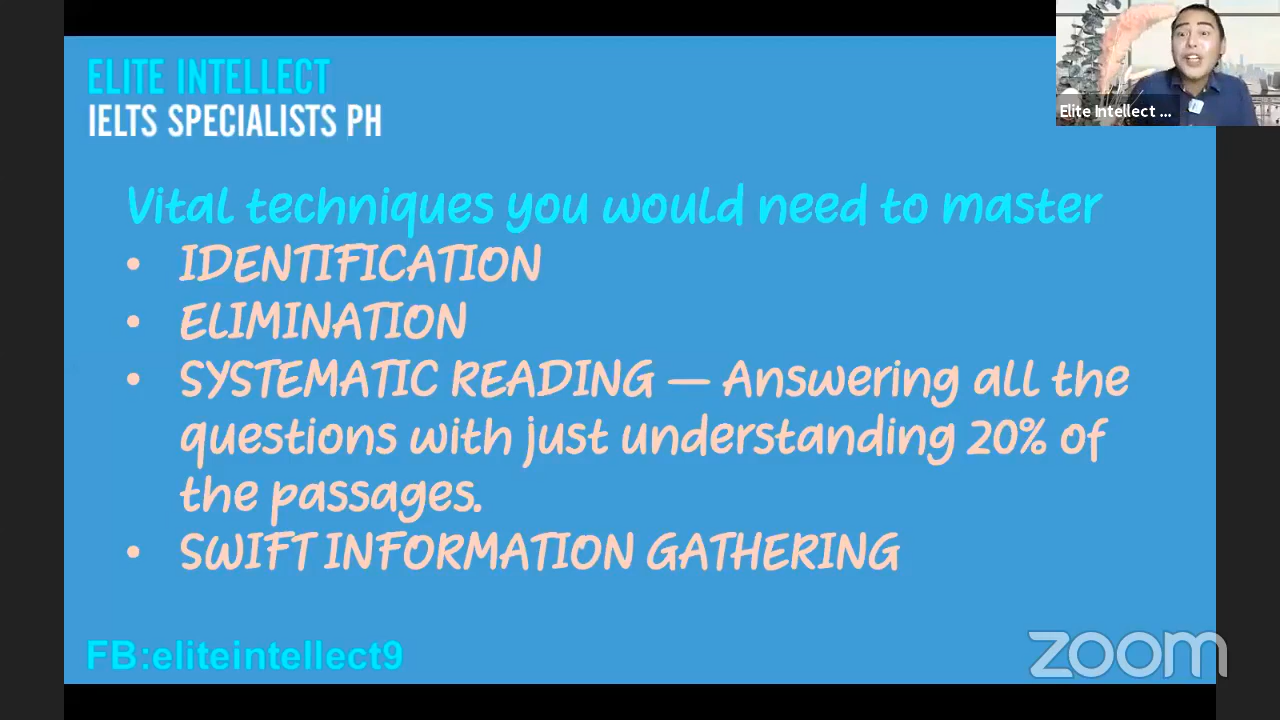 ELITE INTELLECT
IELTS SPECIALISTS PH
Elite Intellect ...
Vital techniques you would need to master
• IDENTIFICATION
• ELIMINATION
• SYSTEMATIC READING — Answering all the
questions with just understanding 20% of
the passages.
• SWIFT INFORMATION GATHERING
FB:eliteintellect9
zoom